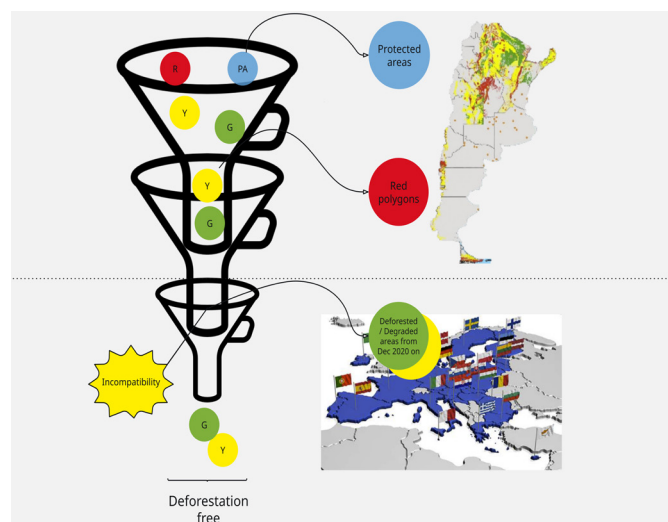 R
PA
Protected
areas
Y
G
Y
G
Red
polygons
Deforested
/ Degraded
areas from
Dec 2020 on
Incompatibility
G
Y
Deforestation
free